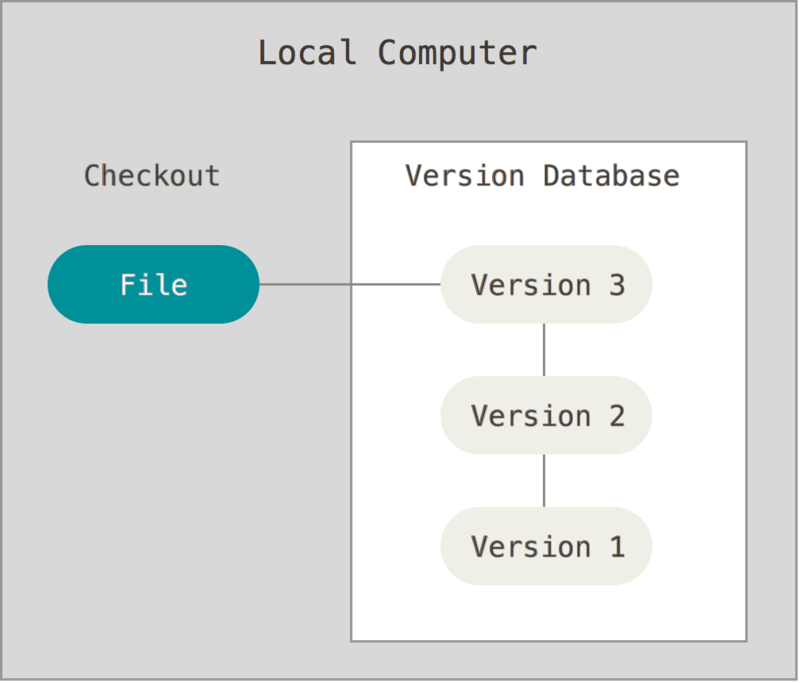 Local Computer
Checkout
Version Database
File
Version 3
Version 2
Version 1